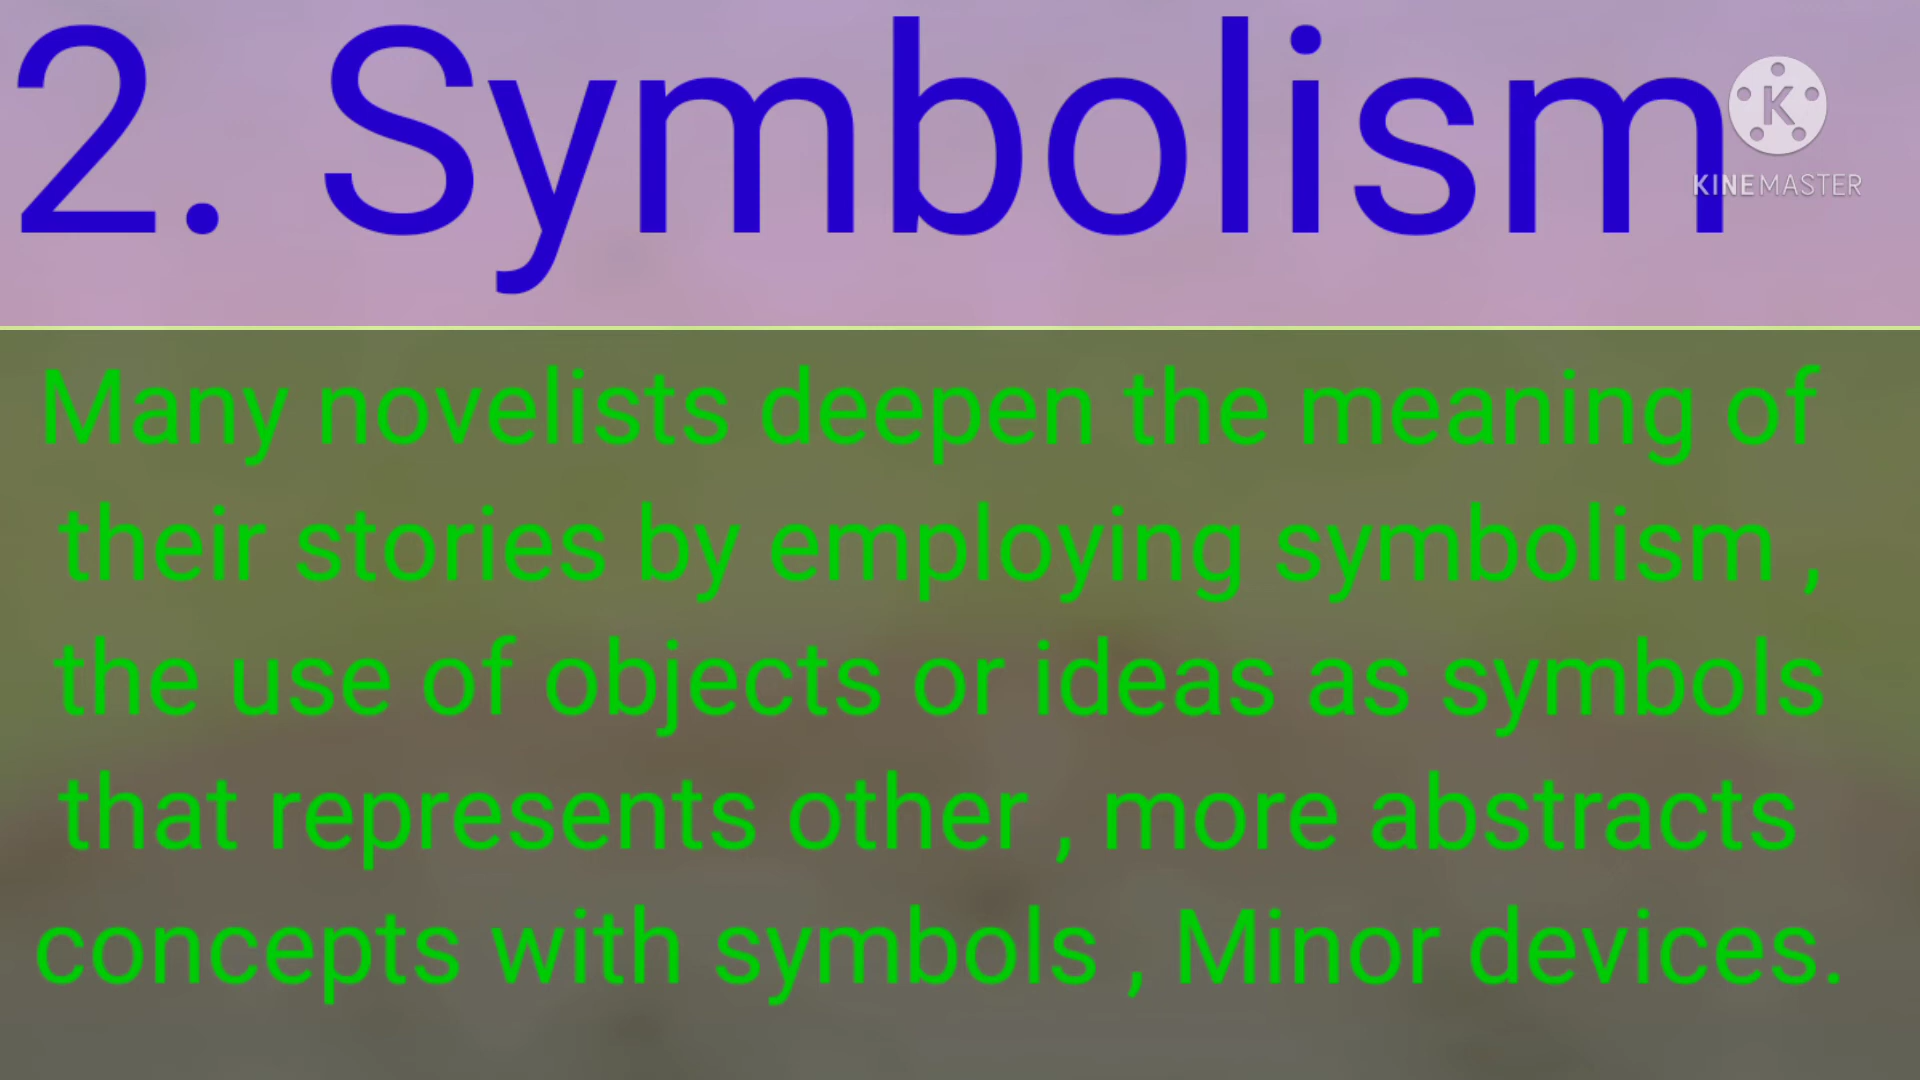 2. Symbolism
K
KINEMASTER
Many novelists deepen the meaning of
their stories by employing symbolism ,
the use of objects or ideas as symbols
that represents other , more abstracts
concepts with symbols , Minor devices.